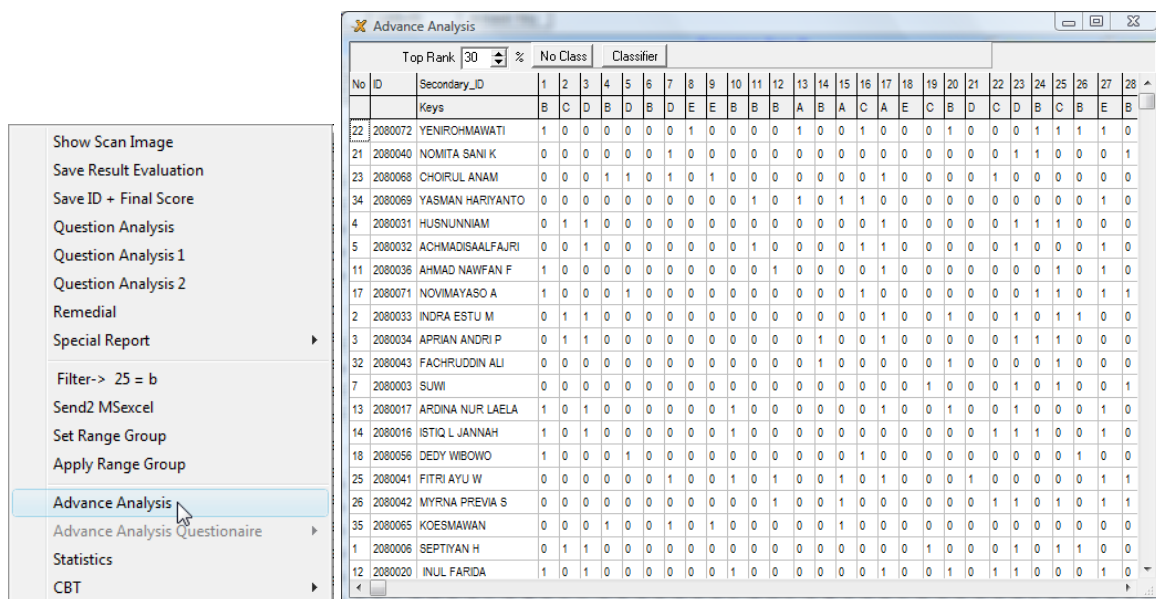 Show Scan Image
Save Result Evaluation
Save ID + Final Score
Question Analysis
Question Analysis 1
Question Analysis 2
Remedial
Special Report
Filter-> 25 = b
Send2 MSexcel
Set Range Group
Apply Range Group
Advance Analysis
Advance Analysis Questionaire
Statistics
CBT
Advance Analysis
Top Rank 30 % No Class Classifier
No ID Secondary_ID 1 2 3 4 5 6 7 8 9 10 11 12 13 14 15 16 17 18 19 20 21 22 23 24 25 26 27 28
Keys B C D B D B D E E B B B A B A C A E C B D C D B C B E B
22 2080072 YENIROHMAWATI 1 0 0 0 0 0 0 1 0 0 0 0 1 0 0 1 0 0 0 1 0 0 0 1 1 1 1 0
21 2080040 NOMITA SANI K 0 0 0 0 0 0 1 0 0 0 0 0 0 0 0 0 0 0 0 0 0 0 1 1 0 0 0 1
23 2080068 CHOIRUL ANAM 0 0 0 1 1 0 1 0 1 0 0 0 0 0 0 0 1 0 0 0 0 1 0 0 0 0 0 0
34 2080069 YASMAN HARIYANTO 0 0 0 0 0 0 0 0 0 0 1 0 1 0 1 1 0 0 0 0 0 0 0 0 0 0 1 0
4 2080031 HUSNUNNIAM 0 1 1 0 0 0 0 0 0 0 0 0 0 0 0 0 1 0 0 0 0 0 1 1 1 0 0 0
5 2080032 ACHMADISAALFAJRI 0 0 1 0 0 0 0 0 0 0 1 0 0 0 0 1 1 0 0 0 0 0 1 0 0 0 1 0
11 2080036 AHMAD NAWFAN F 1 0 0 0 0 0 0 0 0 0 0 1 0 0 0 0 1 0 0 0 0 0 0 0 1 0 1 0
17 2080071 NOVIMAYASO A 1 0 0 0 1 0 0 0 0 0 0 0 0 0 0 1 0 0 0 0 0 0 0 1 1 0 1 1
2 2080033 INDRA ESTU M 0 1 1 0 0 0 0 0 0 0 0 0 0 0 0 0 1 0 0 1 0 0 1 0 1 1 0 0
3 2080034 APRIAN ANDRI P 0 1 1 0 0 0 0 0 0 0 0 0 0 1 0 0 1 0 0 0 0 0 1 1 1 0 0 0
32 2080043 FACHRUDDIN ALI 0 0 0 0 0 0 0 0 0 0 0 0 0 1 0 0 0 0 0 1 0 0 0 0 1 0 0 0
7 2080003 SUWI 0 0 0 0 0 0 0 0 0 0 0 0 0 0 0 0 0 0 1 0 0 0 1 0 1 0 0 1
13 2080017 ARDINA NUR LAELA 1 0 1 0 0 0 0 0 0 1 0 0 0 0 0 0 1 0 0 1 0 0 1 0 0 0 1 0
14 2080016 ISTIQ L JANNAH 1 0 1 0 0 0 0 0 0 1 0 0 0 0 0 0 0 0 0 0 0 1 1 1 0 0 1 0
18 2080056 DEDY WIBOWO 1 0 0 0 1 0 0 0 0 0 0 0 0 0 0 1 0 0 0 0 0 0 0 0 0 1 0 0
25 2080041 FITRI AYU W 0 0 0 0 0 0 1 0 0 1 0 1 0 0 1 0 1 0 0 0 1 0 0 0 0 0 1 1
26 2080042 MYRNA PREVIA S 0 0 0 0 0 0 0 0 0 0 0 1 0 0 1 0 0 0 0 0 0 1 1 0 1 0 1 1
35 2080065 KOESMAWAN 0 0 0 1 0 0 1 0 1 0 0 0 0 0 1 0 0 0 0 0 0 0 0 0 0 0 0 0
1 2080006 SEPTIYAN H 0 1 1 0 0 0 0 0 0 0 0 0 0 0 0 0 0 0 1 0 0 0 1 0 1 1 0 0
12 2080020 INUL FARIDA 1 0 1 0 0 0 0 0 0 1 0 0 0 0 0 0 1 0 0 1 0 1 1 0 0 0 1 0